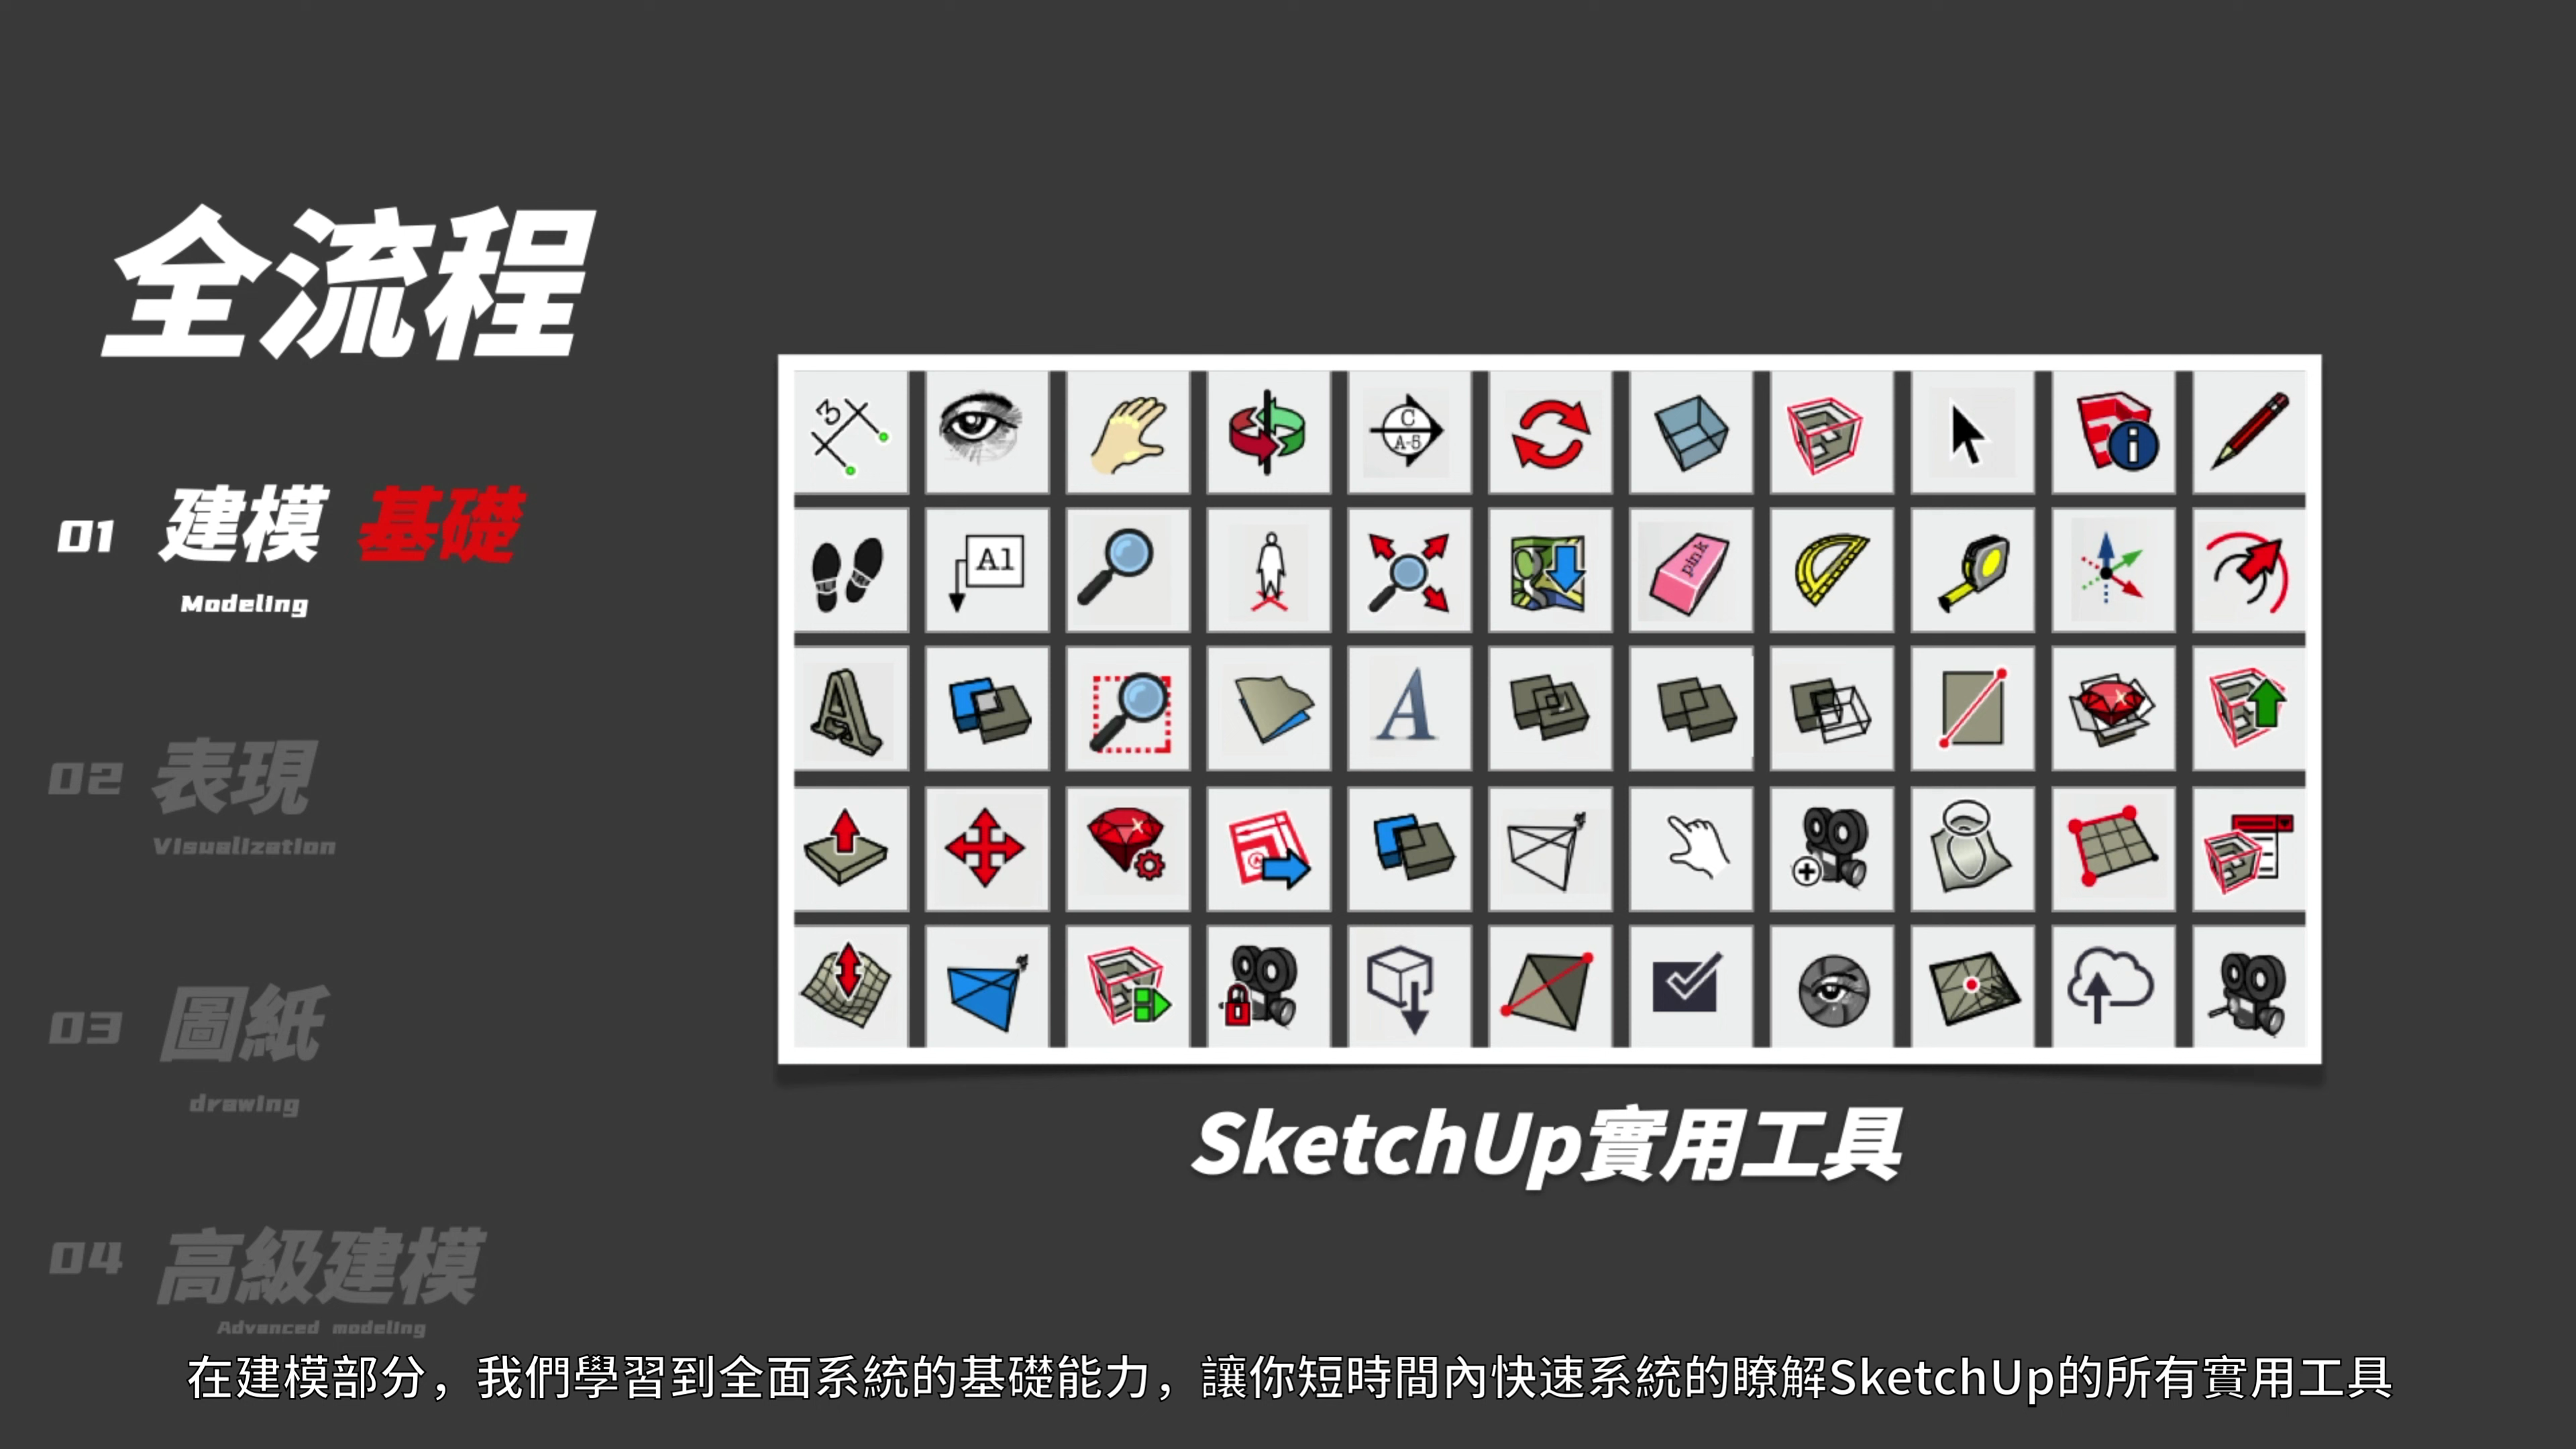 全流程
01 建模 基礎
Modeling
02 表現
Visualization
03 圖紙
drawing
04 高級建模
Advanced modeling
3
C
A-5
A1
pink
A
A
SketchUp實用工具
在建模部分，我們學習到全面系統的基礎能力，讓你短時間內快速系統的瞭解SketchUp的所有實用工具